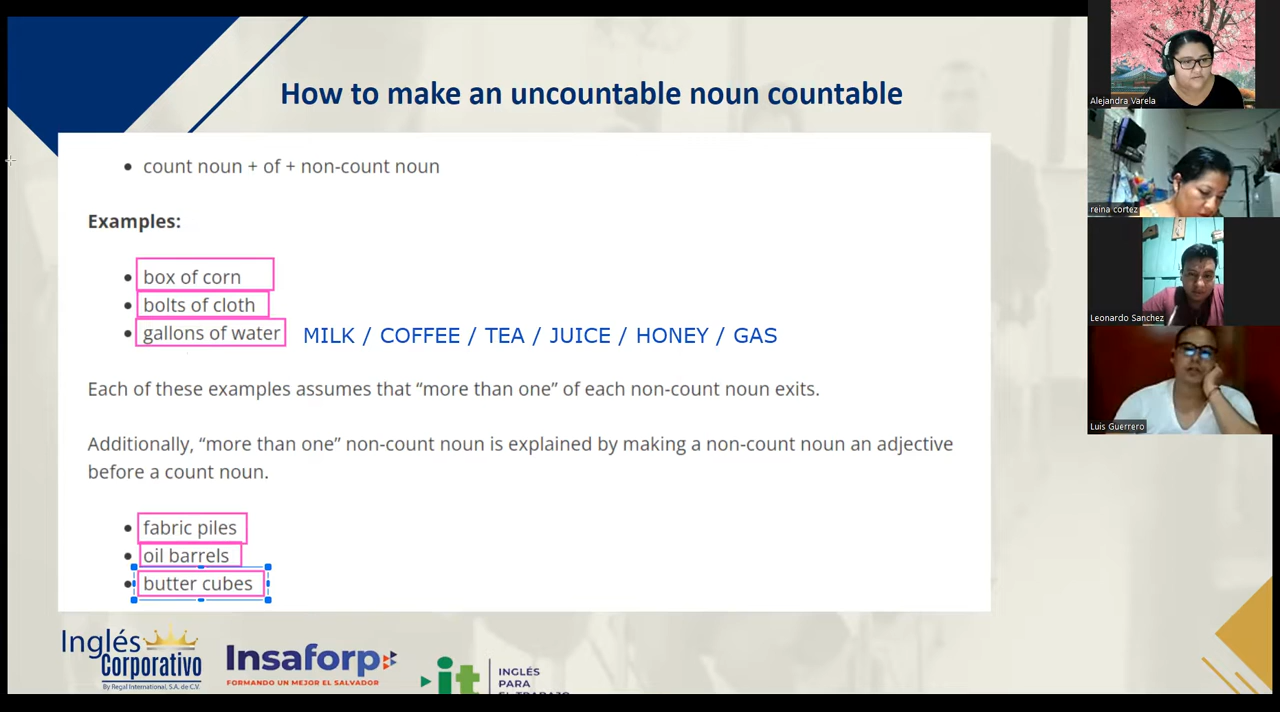 How to make an uncountable noun countable
count noun + of + non-count noun
Examples:
box of corn
bolts of cloth
gallons of water MILK / COFFEE / TEA / JUICE / HONEY / GAS
Each of these examples assumes that “more than one” of each non-count noun exits.
Additionally, “more than one” non-count noun is explained by making a non-count noun an adjective
before a count noun.
fabric piles
oil barrels
butter cubes
Inglés
Corporativo
By Regal International, S.A. de C.V.
Insaforp
FORMANDO UN MEJOR EL SALVADOR
it
INGLÉS
PARA
EL TRABAJO
Alejandra Varela
reina cortez
Leonardo Sanchez
Luis Guerrero